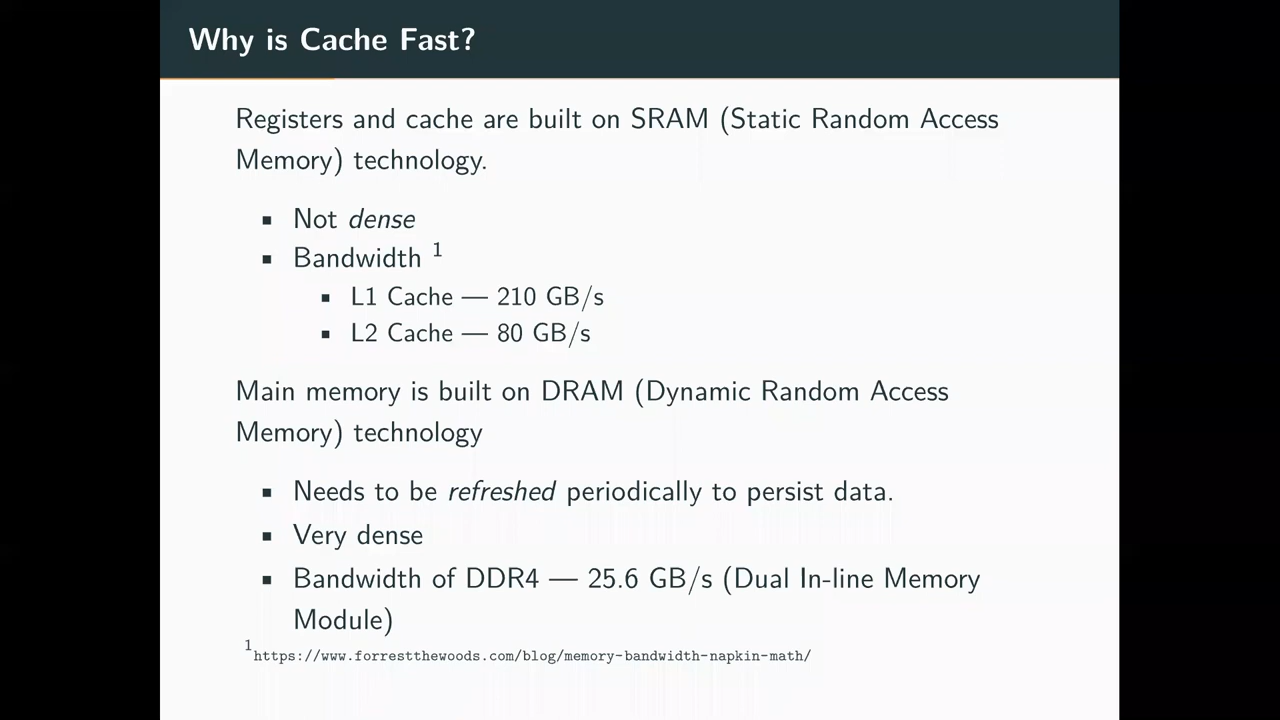 Why is Cache Fast?
Registers and cache are built on SRAM (Static Random Access
Memory) technology.
▪ Not dense
▪ Bandwidth 1
▪ L1 Cache — 210 GB/s
▪ L2 Cache — 80 GB/s
Main memory is built on DRAM (Dynamic Random Access
Memory) technology
▪ Needs to be refreshed periodically to persist data.
▪ Very dense
▪ Bandwidth of DDR4 — 25.6 GB/s (Dual In-line Memory
Module)
1https://www.forrestthewoods.com/blog/memory-bandwidth-napkin-math/